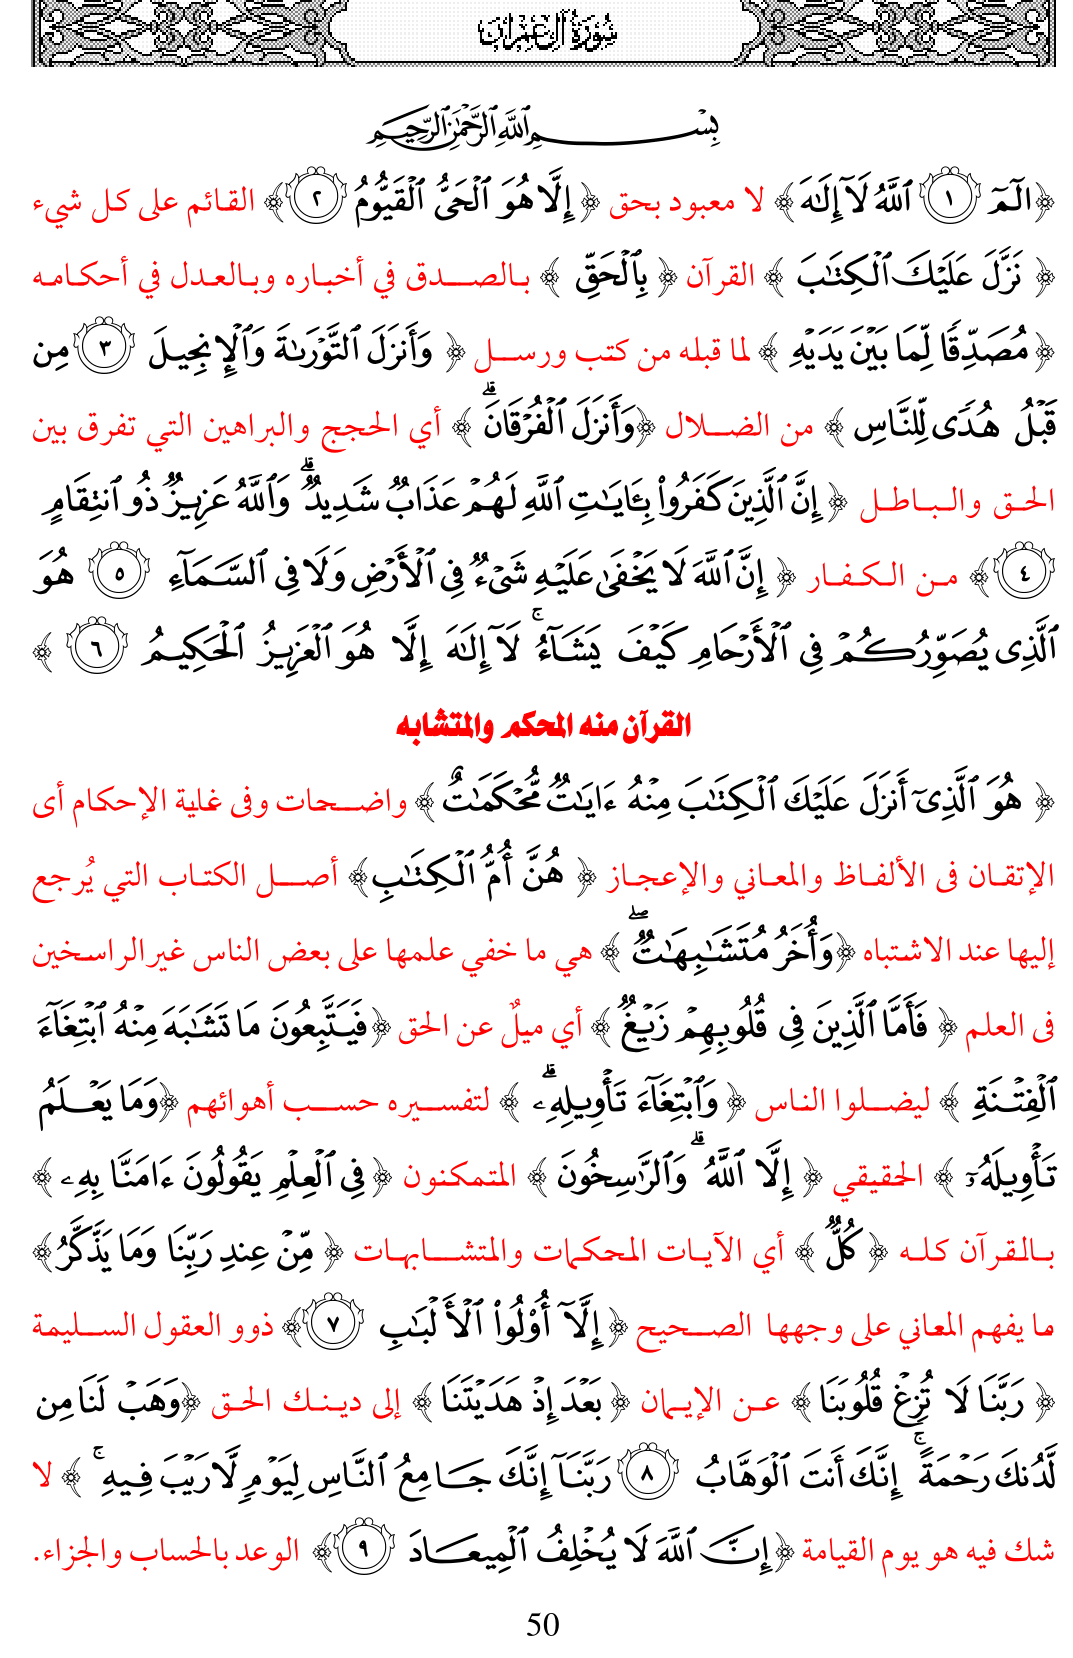 سُورَةُ آلِ عِمْرَان
بِسْمِ ٱللَّهِ ٱلرَّحْمَٰنِ ٱلرَّحِيمِ
﴿الٓمٓ ١ ٱللَّهُ لَآ إِلَٰهَ﴾ لا معبود بحق ﴿إِلَّا هُوَ ٱلْحَىُّ ٱلْقَيُّومُ ٢﴾ القائم على كل شيء
﴿نَزَّلَ عَلَيْكَ ٱلْكِتَٰبَ﴾ القرآن ﴿بِٱلْحَقِّ﴾ بالصدق في أخباره وبالعدل في أحكامه
﴿مُصَدِّقًا لِّمَا بَيْنَ يَدَيْهِ﴾ لما قبله من كتب ورسل ﴿وَأَنزَلَ ٱلتَّوْرَىٰةَ وَٱلْإِنجِيلَ ٣ مِن
قَبْلُ هُدًى لِّلنَّاسِ﴾ من الضلال ﴿وَأَنزَلَ ٱلْفُرْقَانَ ۗ﴾ أي الحجج والبراهين التي تفرق بين
الحق والباطل ﴿إِنَّ ٱلَّذِينَ كَفَرُوا۟ بِـَٔايَٰتِ ٱللَّهِ لَهُمْ عَذَابٌ شَدِيدٌ ۗ وَٱللَّهُ عَزِيزٌ ذُو ٱنتِقَامٍ
٤﴾ من الكفار ﴿إِنَّ ٱللَّهَ لَا يَخْفَىٰ عَلَيْهِ شَىْءٌ فِى ٱلْأَرْضِ وَلَا فِى ٱلسَّمَآءِ ٥ هُوَ
ٱلَّذِى يُصَوِّرُكُمْ فِى ٱلْأَرْحَامِ كَيْفَ يَشَآءُ ۚ لَآ إِلَٰهَ إِلَّا هُوَ ٱلْعَزِيزُ ٱلْحَكِيمُ ٦﴾
القرآن منه المحكم والمتشابه
﴿هُوَ ٱلَّذِىٓ أَنزَلَ عَلَيْكَ ٱلْكِتَٰبَ مِنْهُ ءَايَٰتٌ مُّحْكَمَٰتٌ﴾ واضحات وفى غلية الإحكام أى
الإتقان فى الألفاظ والمعاني والإعجاز ﴿هُنَّ أُمُّ ٱلْكِتَٰبِ﴾ أصل الكتاب التي يُرجع
إليها عند الاشتباه ﴿وَأُخَرُ مُتَشَٰبِهَٰتٌ ۖ﴾ هي ما خفي علمها على بعض الناس غيرالراسخين
فى العلم ﴿فَأَمَّا ٱلَّذِينَ فِى قُلُوبِهِمْ زَيْغٌ﴾ أي ميلٌ عن الحق ﴿فَيَتَّبِعُونَ مَا تَشَٰبَهَ مِنْهُ ٱبْتِغَآءَ
ٱلْفِتْنَةِ﴾ ليضلوا الناس ﴿وَٱبْتِغَآءَ تَأْوِيلِهِۦ ۗ﴾ لتفسيره حسب أهوائهم ﴿وَمَا يَعْلَمُ
تَأْوِيلَهُۥٓ﴾ الحقيقي ﴿إِلَّا ٱللَّهُ ۗ وَٱلرَّٰسِخُونَ﴾ المتمكنون ﴿فِى ٱلْعِلْمِ يَقُولُونَ ءَامَنَّا بِهِۦ﴾
بالقرآن كله ﴿كُلٌّ﴾ أي الآيات المحكمات والمتشابهات ﴿مِّنْ عِندِ رَبِّنَا وَمَا يَذَّكَّرُ﴾
ما يفهم المعاني على وجهها الصحيح ﴿إِلَّآ أُو۟لُوا۟ ٱلْأَلْبَٰبِ ٧﴾ ذوو العقول السليمة
﴿رَبَّنَا لَا تُزِغْ قُلُوبَنَا﴾ عن الإيمان ﴿بَعْدَ إِذْ هَدَيْتَنَا﴾ إلى دينك الحق ﴿وَهَبْ لَنَا مِن
لَّدُنكَ رَحْمَةً ۚ إِنَّكَ أَنتَ ٱلْوَهَّابُ ٨ رَبَّنَآ إِنَّكَ جَامِعُ ٱلنَّاسِ لِيَوْمٍ لَّا رَيْبَ فِيهِ ۚ﴾ لا
شك فيه هو يوم القيامة ﴿إِنَّ ٱللَّهَ لَا يُخْلِفُ ٱلْمِيعَادَ ٩﴾ الوعد بالحساب والجزاء.
50